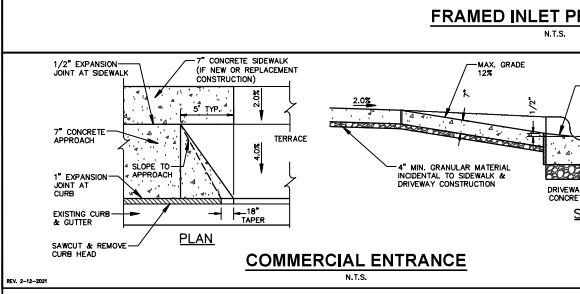 FRAMED INLET
N.T.S.
1/2" EXPANSION
JOINT AT SIDEWALK
7" CONCRETE SIDEWALK
(IF NEW OR REPLACEMENT
CONSTRUCTION)
5' TYP.
2.0%
TERRACE
7" CONCRETE
APPROACH
SLOPE TO
APPROACH
4.0%
1" EXPANSION
JOINT AT
CURB
EXISTING CURB
& GUTTER
18"
TAPER
SAWCUT & REMOVE
CURB HEAD
PLAN
MAX. GRADE
12%
2.0%
7"
1/2"
4" MIN. GRANULAR MATERIAL
INCIDENTAL TO SIDEWALK &
DRIVEWAY CONSTRUCTION
COMMERCIAL ENTRANCE
N.T.S.
REV. 2-12-2021